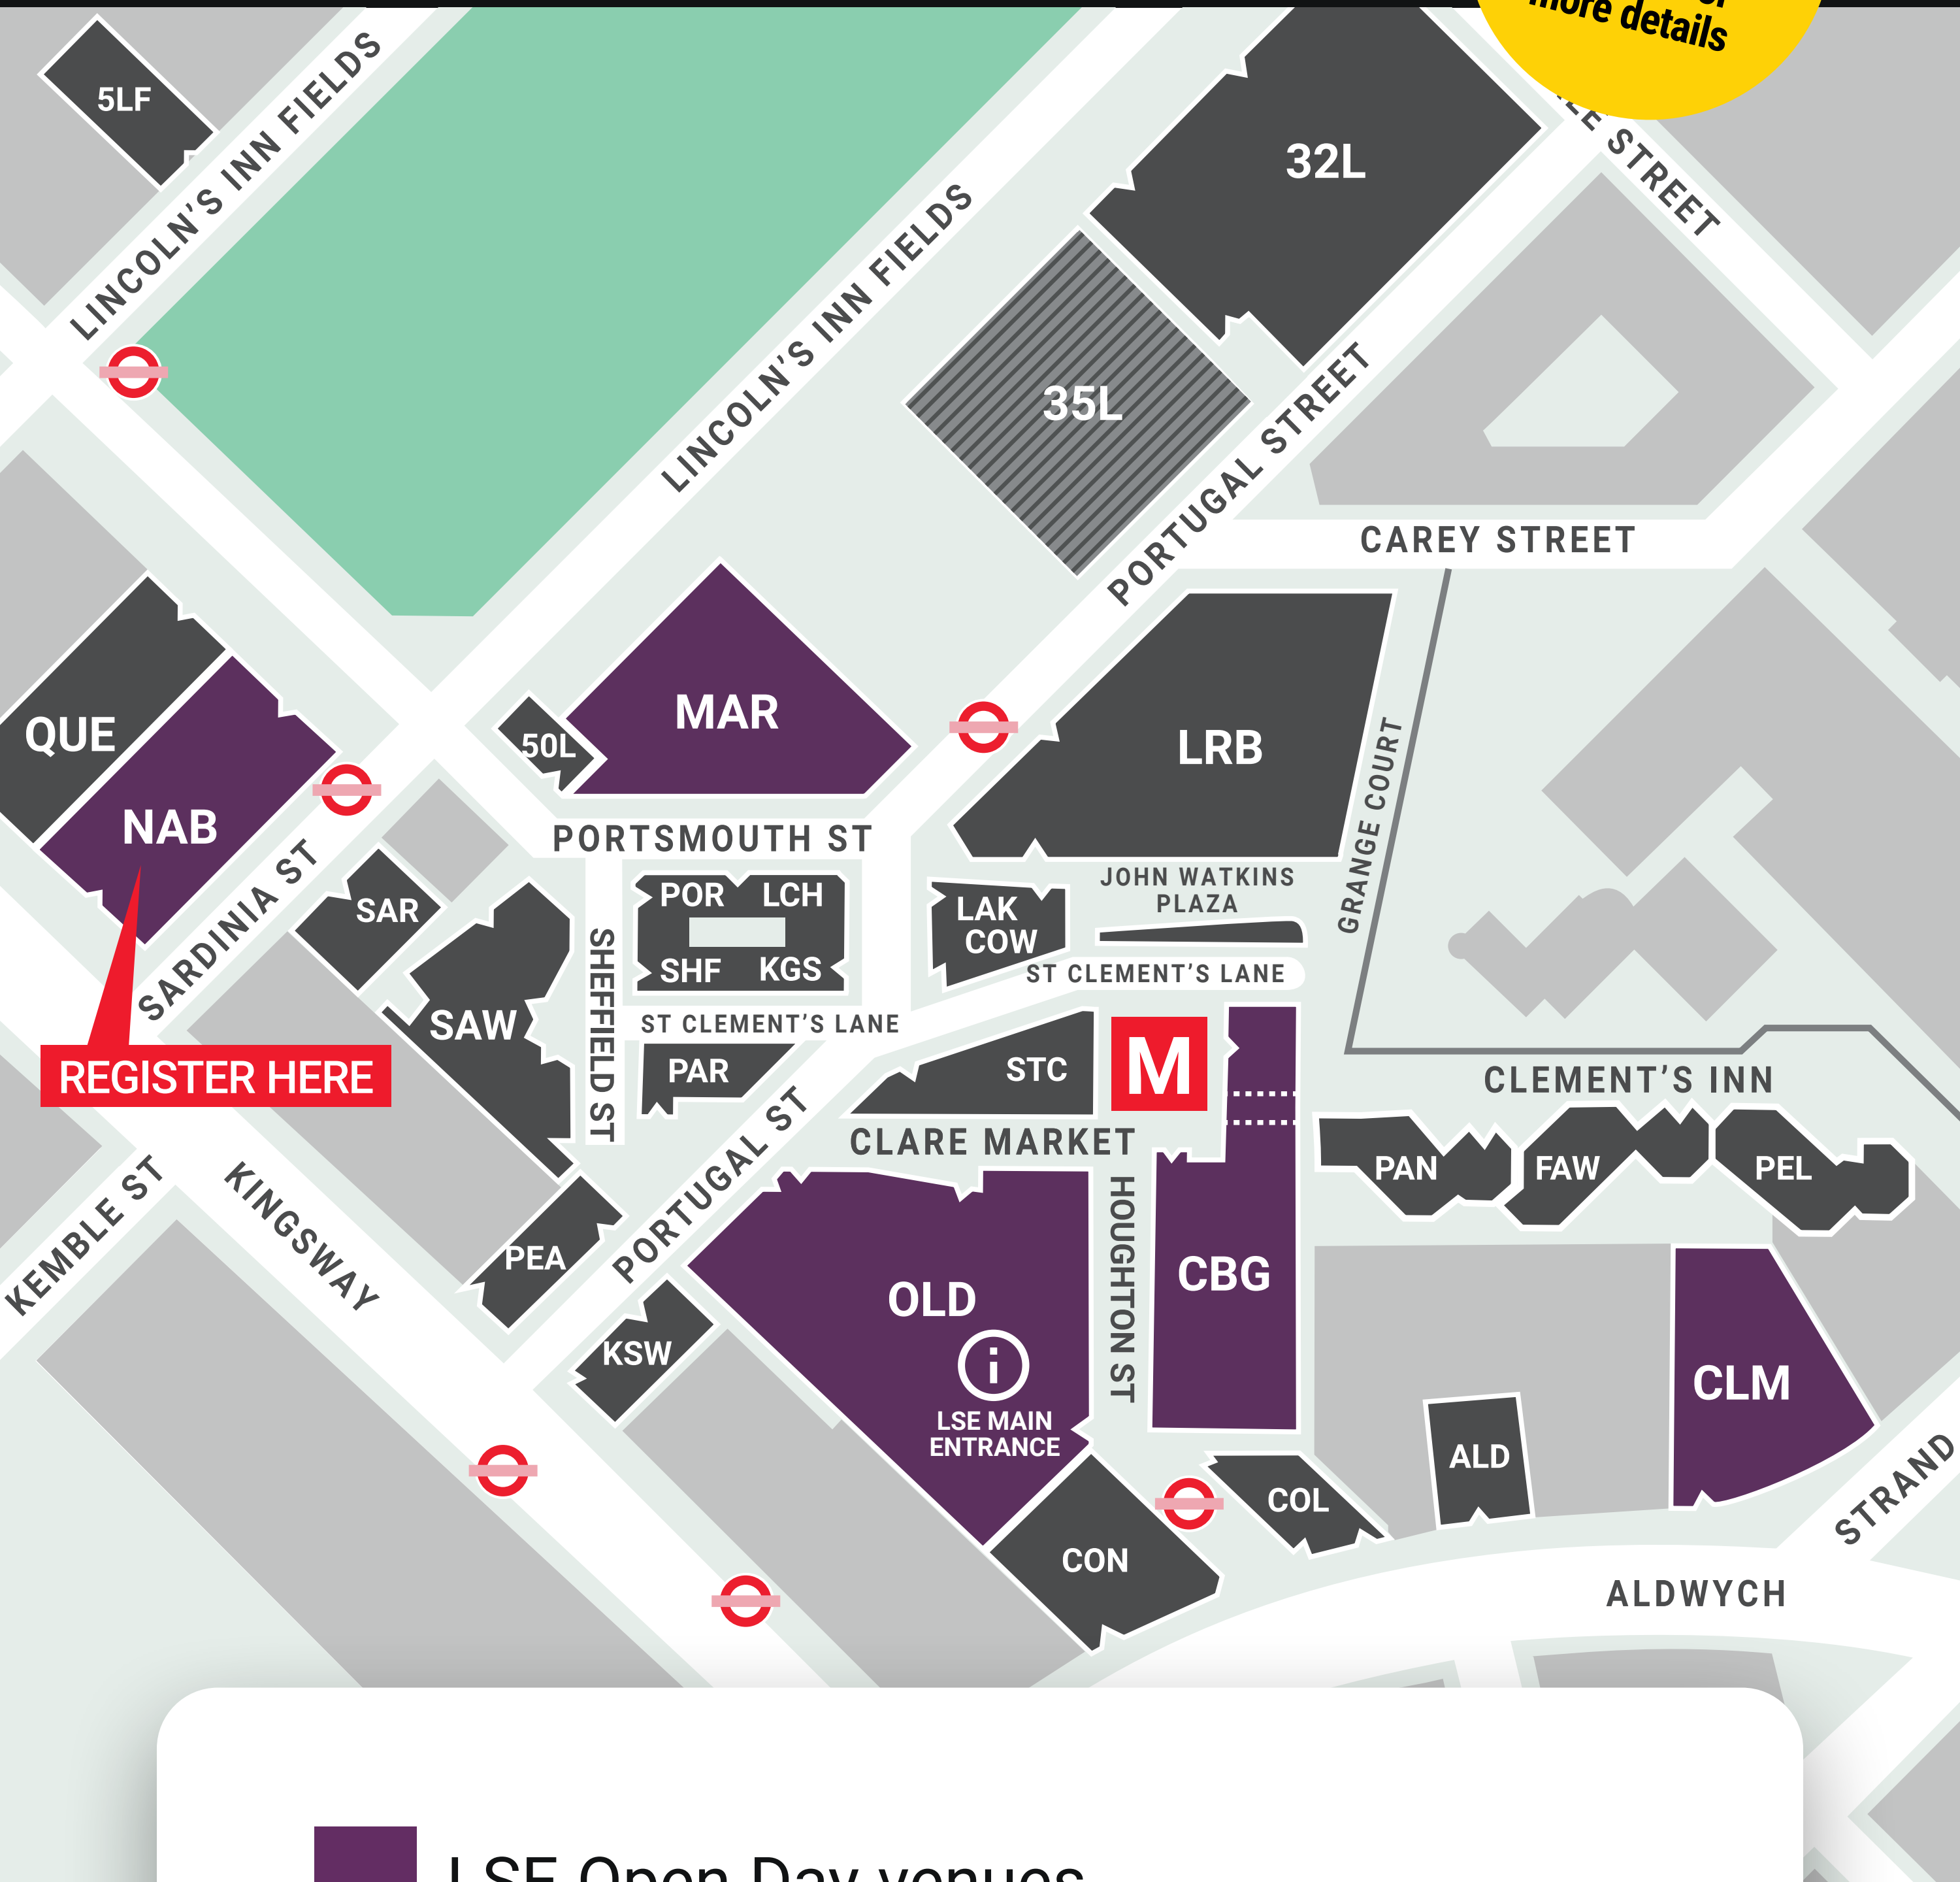 more details
5LF
LINCOLN'S INN FIELDS
32L
STREET
LINCOLN'S INN FIELDS
35L
PORTUGAL STREET
CAREY STREET
QUE
NAB
MAR
50L
LRB
GRANGE COURT
PORTSMOUTH ST
SARDINIA ST
SAR
SAW
SHEFFIELD ST
POR LCH
SHF KGS
LAK
COW
JOHN WATKINS
PLAZA
ST CLEMENT'S LANE
ST CLEMENT'S LANE
REGISTER HERE
PAR
STC
M
CLEMENT'S INN
CLARE MARKET
PORTUGAL ST
PAN
FAW
PEL
KEMBLE ST
KINGSWAY
PEA
KSW
OLD
LSE MAIN
ENTRANCE
HOUGHTON ST
CBG
CLM
ALD
COL
CON
STRAND
ALDWYCH
LSE Open Day venues